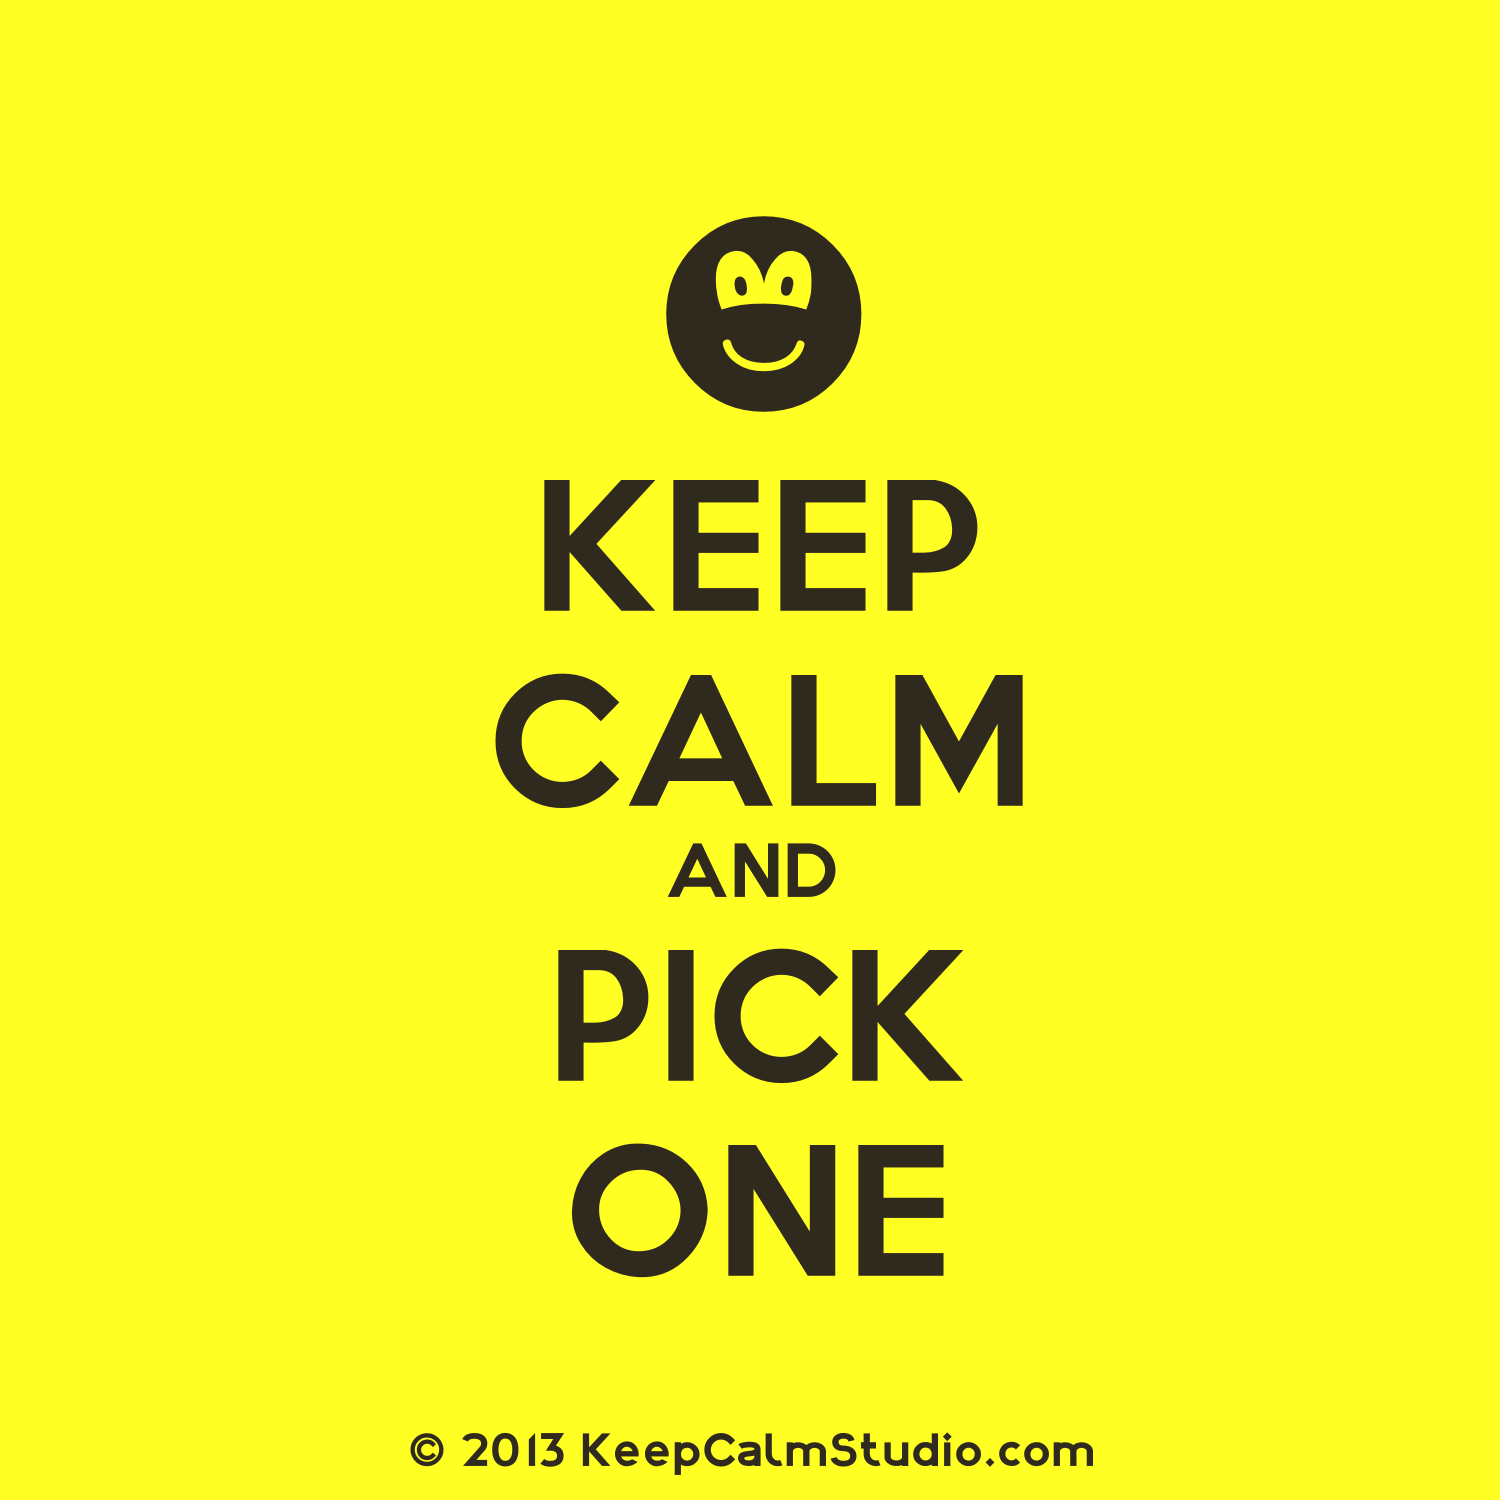 KEEP
CALM
AND
PICK
ONE
© 2013 KeepCalmStudio.com